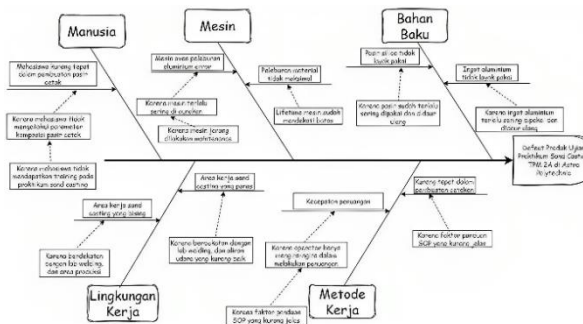 Manusia
Mesin
Bahan
Baku
Mahasiswa kurang tepat
dalam pembuatan pasir
cetak
Karena mahasiswa tidak
mengetahui parameter
komposisi pasir cetak
Karena mahasiswa tidak
mendapatkan training pada
praktikum sand casting
Mesin oven peleburan
aluminium error
Karena mesin terlalu
sering di gunakan
Karena mesin jarang
dilakukan maintenance
Peleburan material
tidak maksimal
Lifetime mesin sudah
mendekati batas
Pasir silica tidak
layak pakai
Karena pasir sudah terlalu
sering dipakai dan didaur
ulang
Ingot aluminium
tidak layak pakai
Karena ingot aluminium
terlalu sering dipakai dan
didaur ulang
Defect Produk Ujian
Praktikum Sand Casting
TPM 2A di Astra
Polytechnic
Area kerja sand
casting yang bising
Karena berdekatan
dengan lab welding,
dan area produksi
Area kerja sand
casting yang panas
Karena berdekatan dengan
lab welding, dan aliran
udara yang kurang baik
Kecepatan penuangan
Karena operator hanya
mengira dalam
melakukan penuangan
Karena faktor panduan
SOP yang kurang jelas
Kurang tepat dalam
pembuatan cetakan
Karena faktor panduan
SOP yang kurang jelas
Lingkungan
Kerja
Metode
Kerja